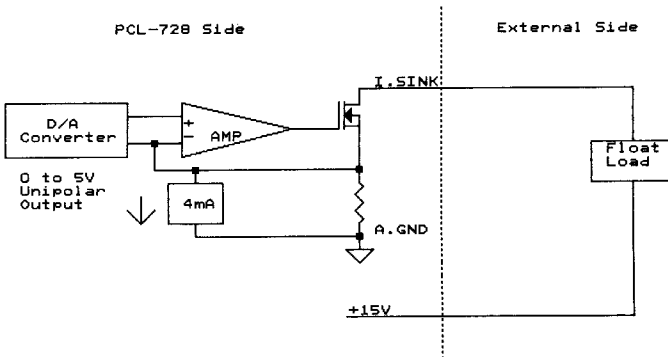 PCL-728 Side
External Side
I.SINK
D/A
Converter
+
-
AMP
Float
Load
0 to 5V
Unipolar
Output
4mA
A.GND
+15V